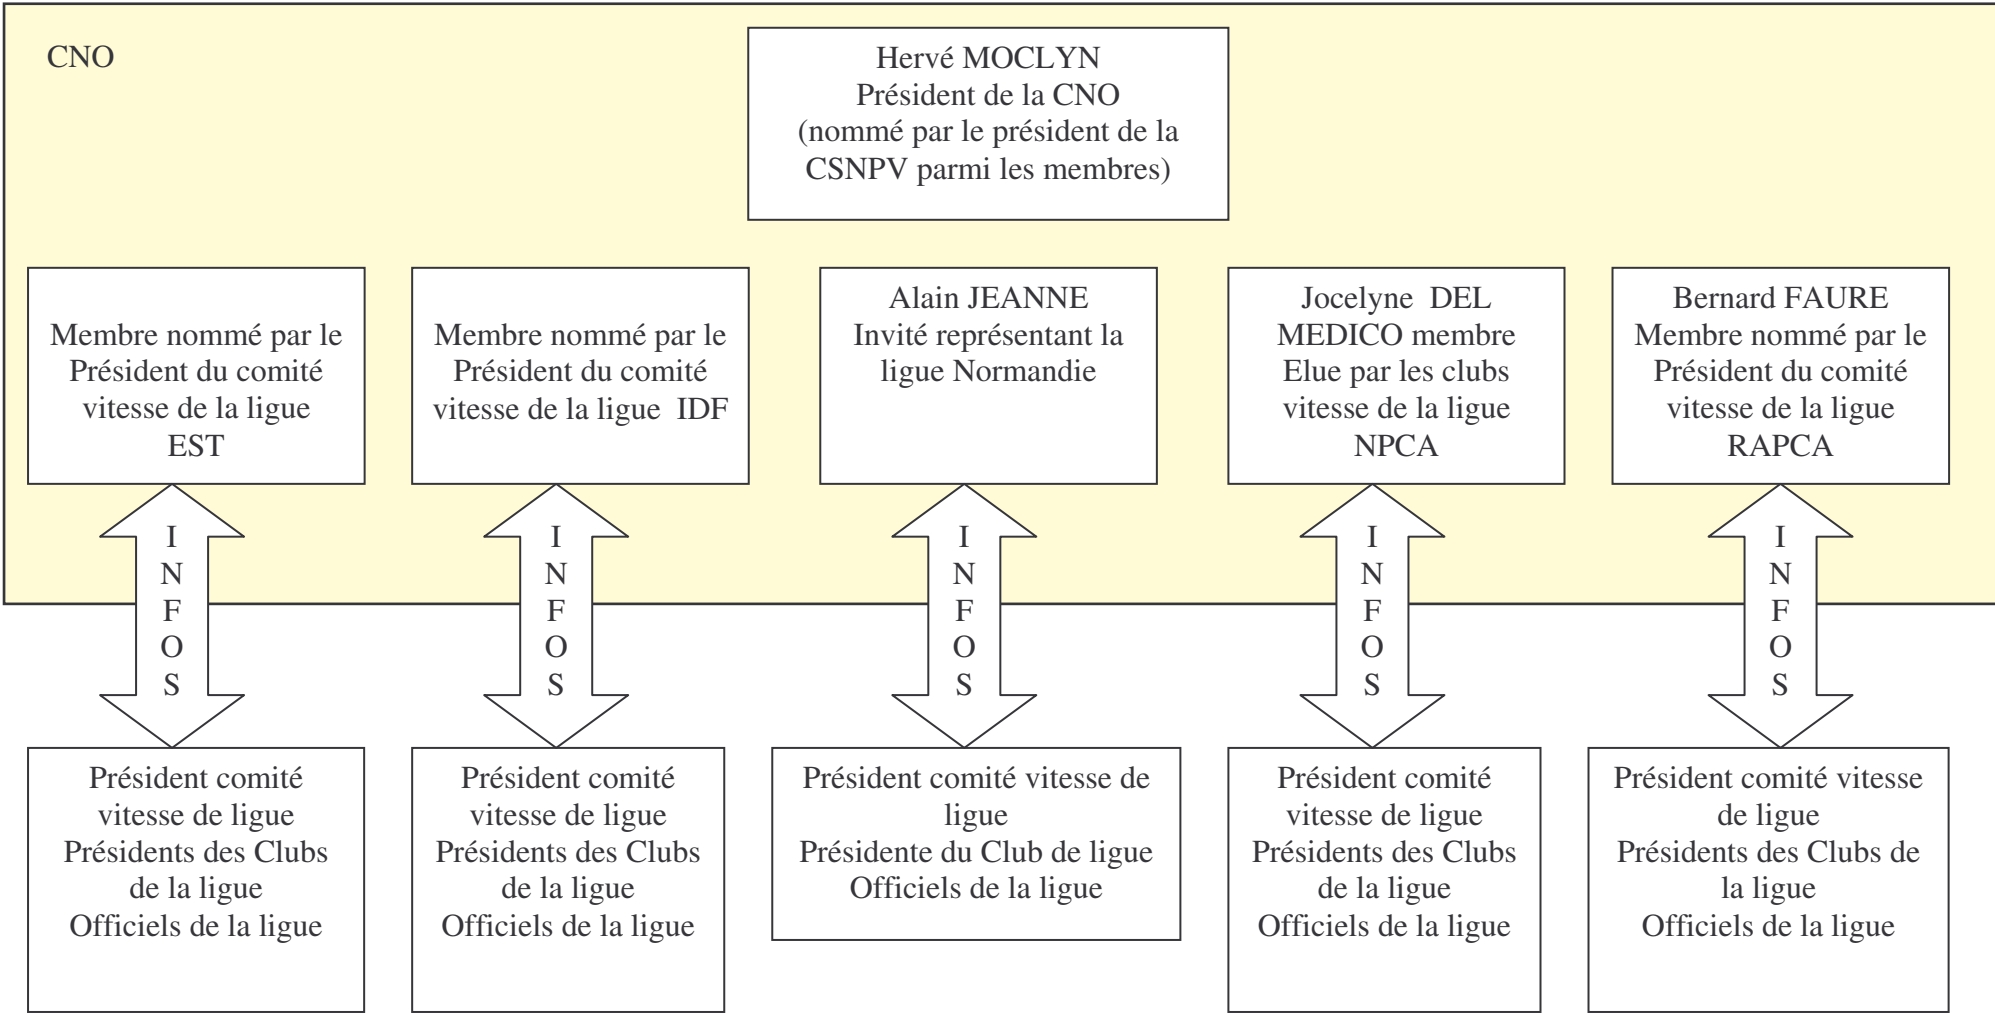 CNO
Hervé MOCLYN
Président de la CNO
(nommé par le président de la
CSNPV parmi les membres)
Membre nommé par le
Président du comité
vitesse de la ligue
EST
Membre nommé par le
Président du comité
vitesse de la ligue IDF
Alain JEANNE
Invité représentant la
ligue Normandie
Jocelyne DEL
MEDICO membre
Elue par les clubs
vitesse de la ligue
NPCA
Bernard FAURE
Membre nommé par le
Président du comité
vitesse de la ligue
RAPCA
I
N
F
O
S
I
N
F
O
S
I
N
F
O
S
I
N
F
O
S
I
N
F
O
S
Président comité
vitesse de ligue
Présidents des Clubs
de la ligue
Officiels de la ligue
Président comité
vitesse de ligue
Présidents des Clubs
de la ligue
Officiels de la ligue
Président comité vitesse de
ligue
Présidente du Club de ligue
Officiels de la ligue
Président comité
vitesse de ligue
Présidents des Clubs
de la ligue
Officiels de la ligue
Président comité vitesse
de ligue
Présidents des Clubs de
la ligue
Officiels de la ligue